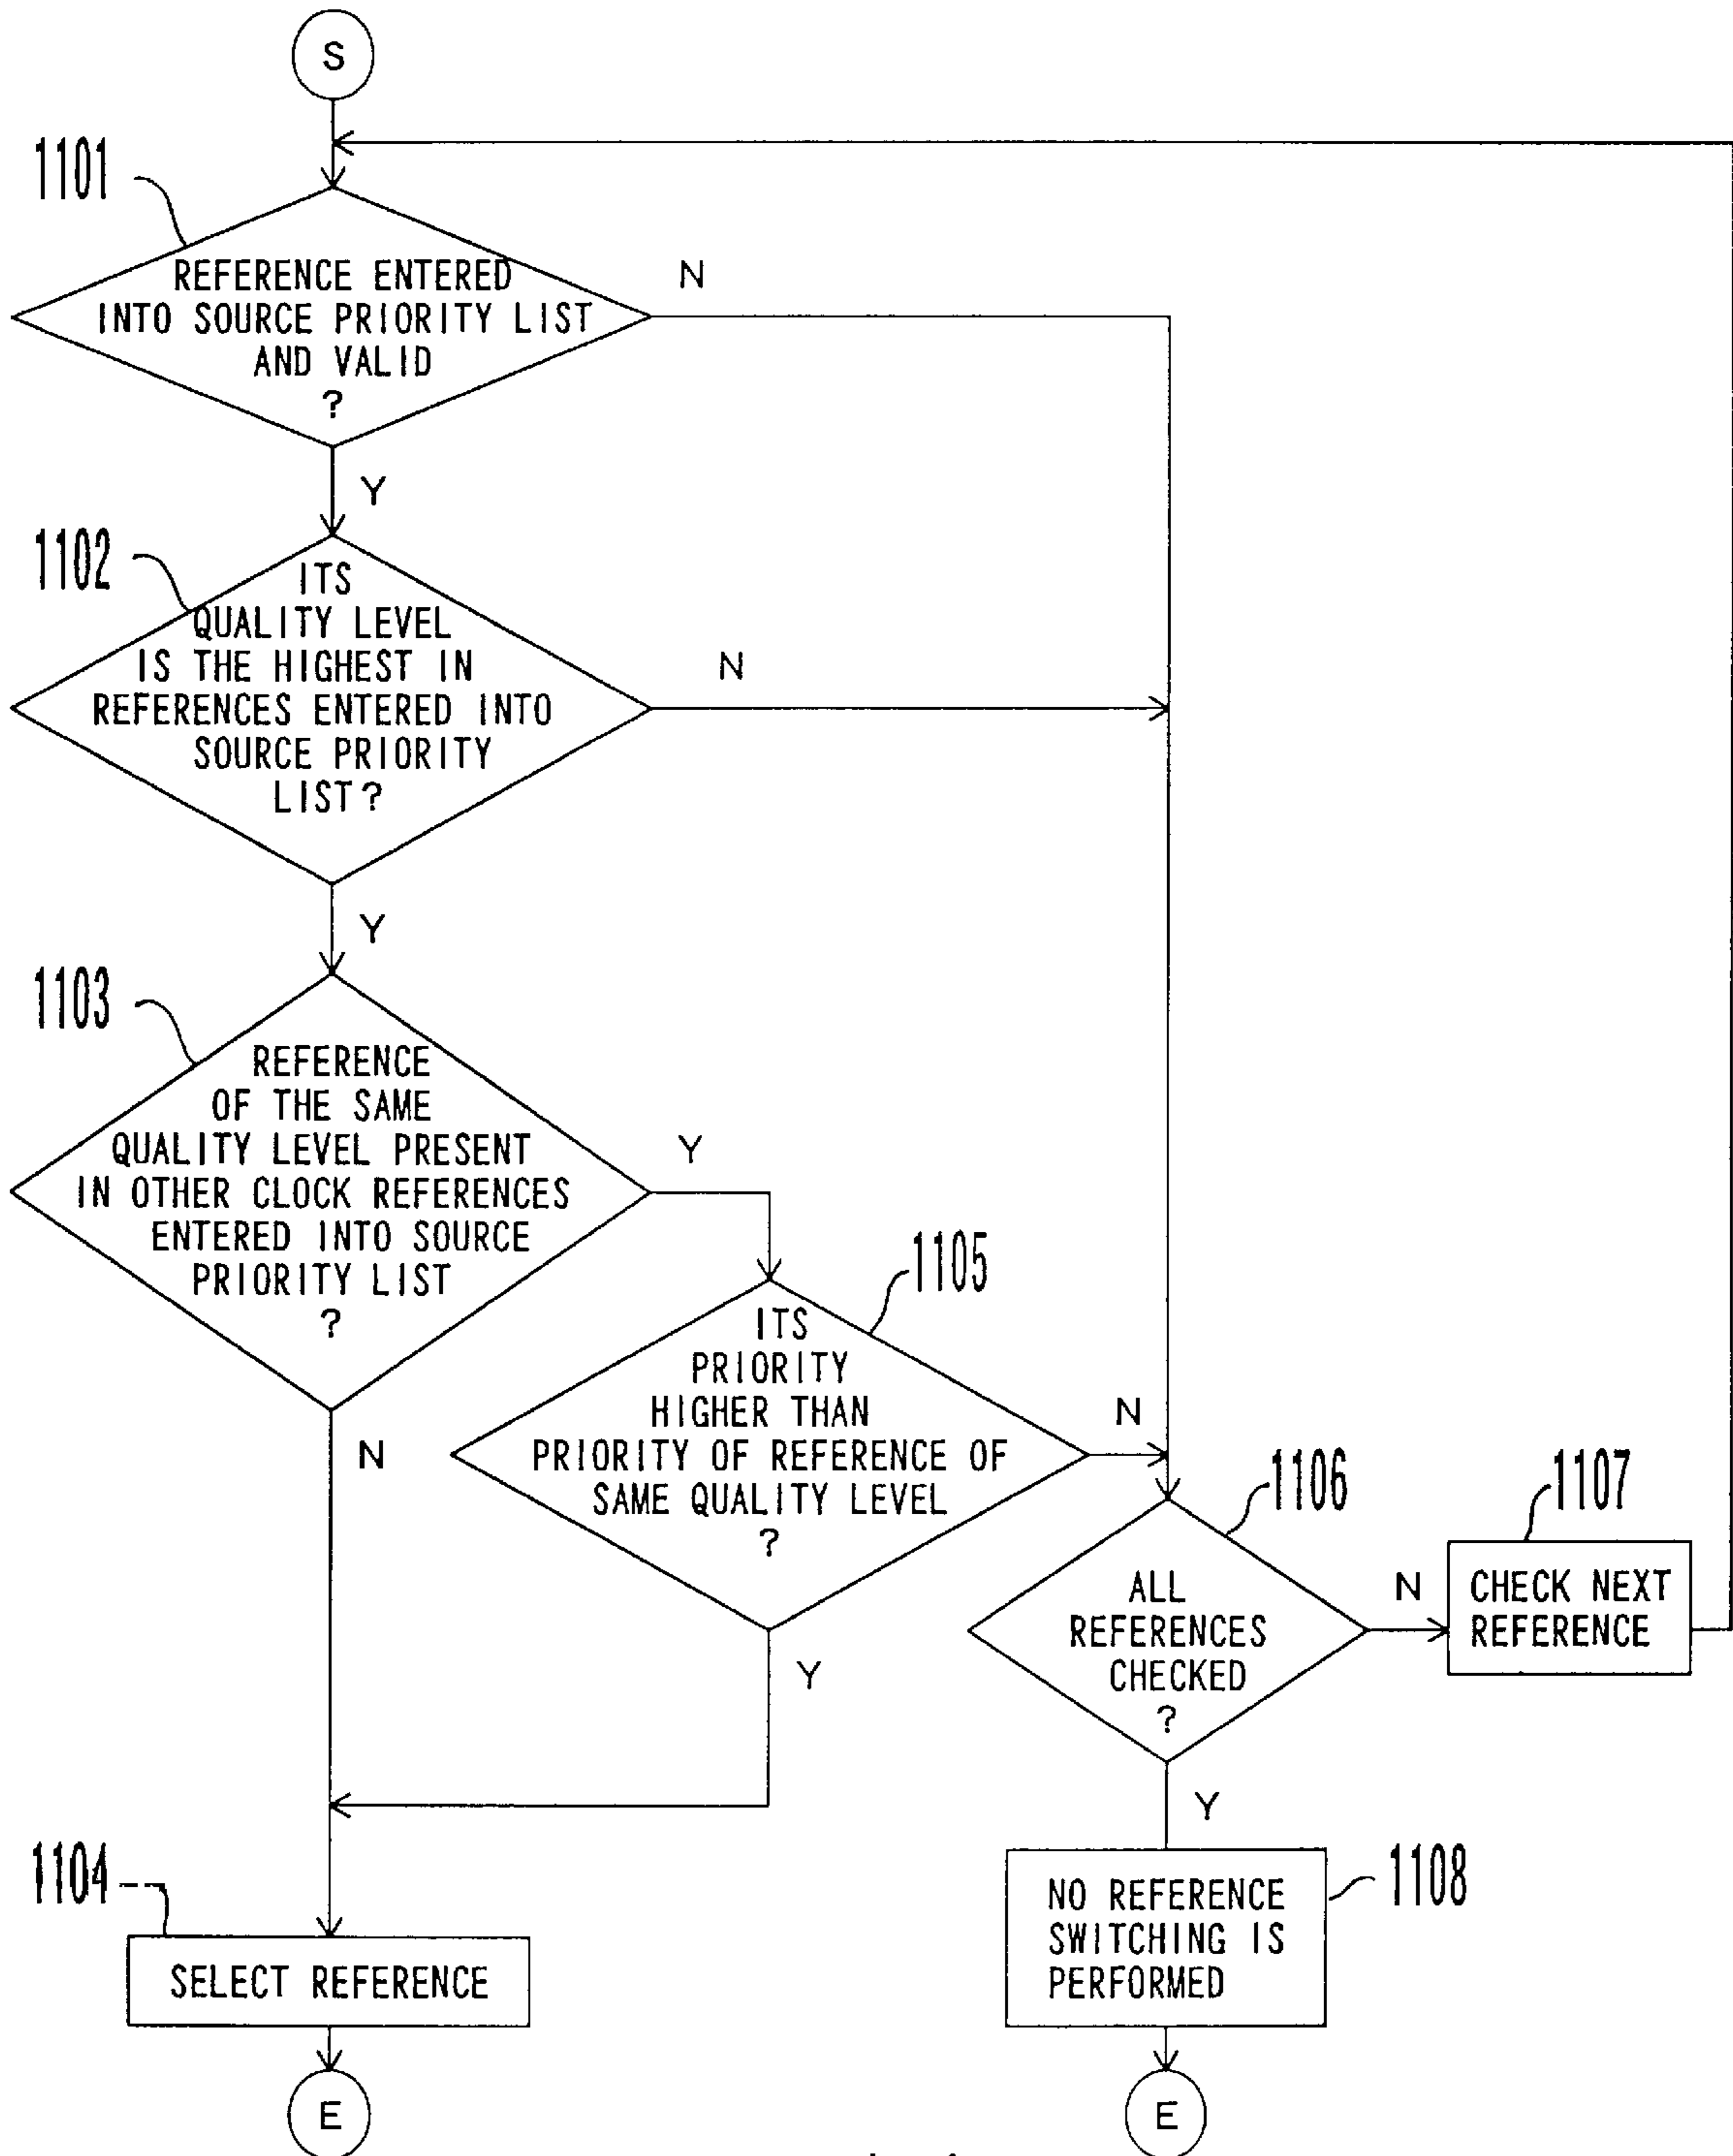 S
1101
REFERENCE ENTERED
INTO SOURCE PRIORITY LIST
AND VALID
?
N
Y
1102
ITS
QUALITY LEVEL
IS THE HIGHEST IN
REFERENCES ENTERED INTO
SOURCE PRIORITY
LIST?
N
Y
1103
REFERENCE
OF THE SAME
QUALITY LEVEL PRESENT
IN OTHER CLOCK REFERENCES
ENTERED INTO SOURCE
PRIORITY LIST
?
Y
N
1105
ITS
PRIORITY
HIGHER THAN
PRIORITY OF REFERENCE OF
SAME QUALITY LEVEL
?
N
Y
1106
ALL
REFERENCES
CHECKED
?
N
Y
1107
CHECK NEXT
REFERENCE
1104
SELECT REFERENCE
E
1108
NO REFERENCE
SWITCHING IS
PERFORMED
E